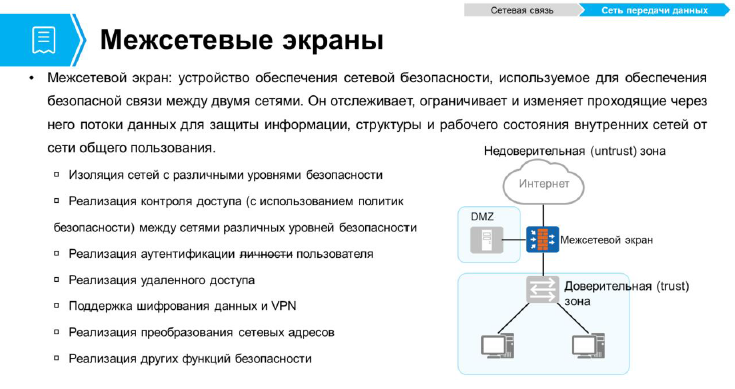 Сетевая связь
Сеть передачи данных
Межсетевые экраны
• Межсетевой экран: устройство обеспечения сетевой безопасности, используемое для обеспечения
безопасной связи между двумя сетями. Он отслеживает, ограничивает и изменяет проходящие через
него потоки данных для защиты информации, структуры и рабочего состояния внутренних сетей от
сети общего пользования.
▫ Изоляция сетей с различными уровнями безопасности
▫ Реализация контроля доступа (с использованием политик
безопасности) между сетями различных уровней безопасности
▫ Реализация аутентификации личности пользователя
▫ Реализация удаленного доступа
▫ Поддержка шифрования данных и VPN
▫ Реализация преобразования сетевых адресов
▫ Реализация других функций безопасности
Недоверительная (untrust) зона
Интернет
DMZ
Межсетевой экран
Доверительная (trust)
зона